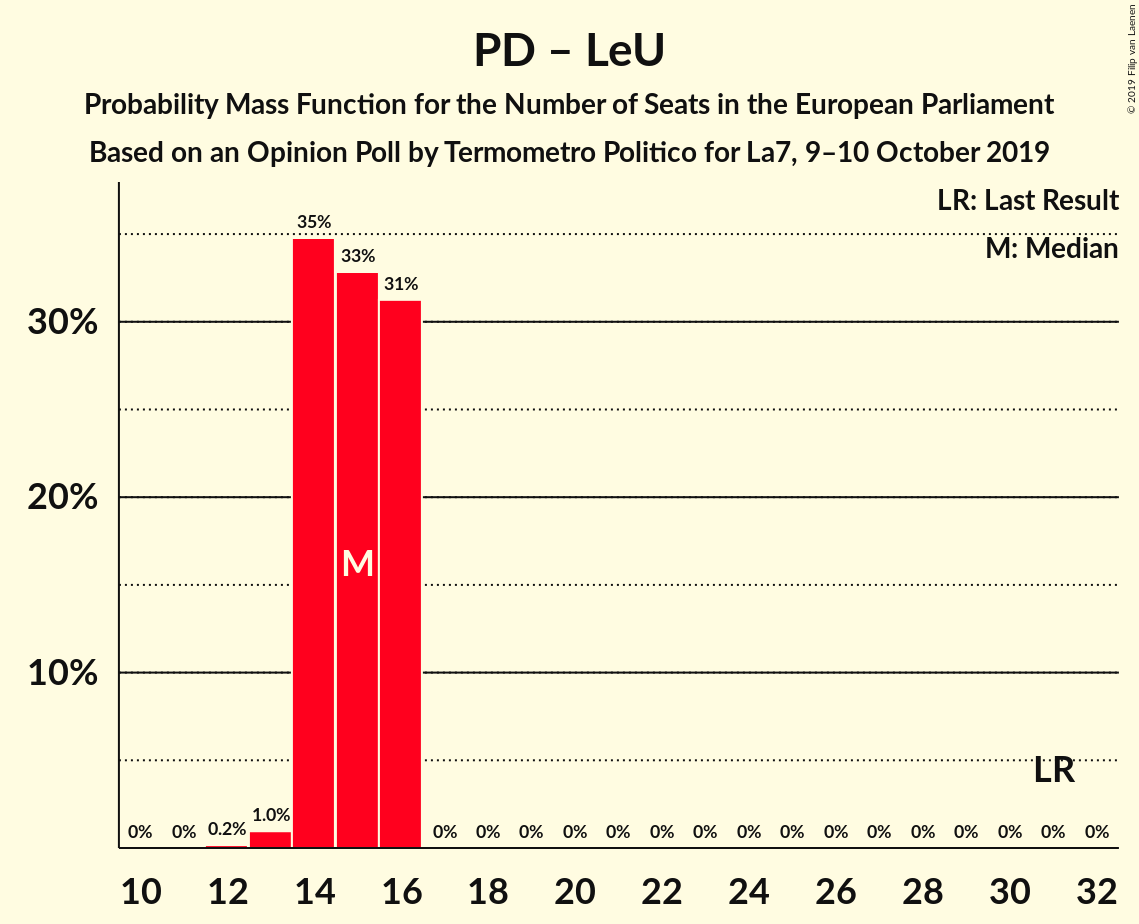 PD – LeU
Probability Mass Function for the Number of Seats in the European Parliament
Based on an Opinion Poll by Termometro Politico for La7, 9–10 October 2019
© 2019 Filip van Laenen
LR: Last Result
M: Median
35%
33%
31%
30%
20%
10%
M
LR
0% 0% 0.2% 1.0% 0% 0% 0% 0% 0% 0% 0% 0% 0% 0% 0% 0% 0% 0% 0% 0%
10 12 14 16 18 20 22 24 26 28 30 32